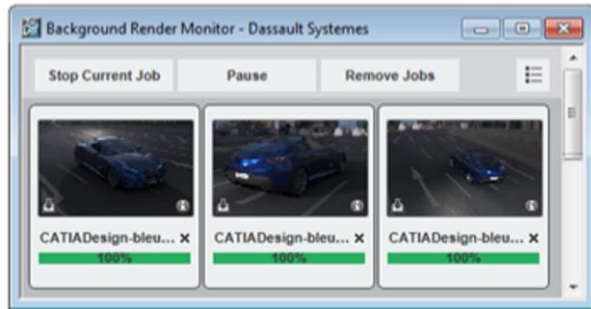 Background Render Monitor - Dassault Systemes
Stop Current Job Pause Remove Jobs
CATIADesign-bleu... CATIADesign-bleu... CATIADesign-bleu...
100% 100% 100%